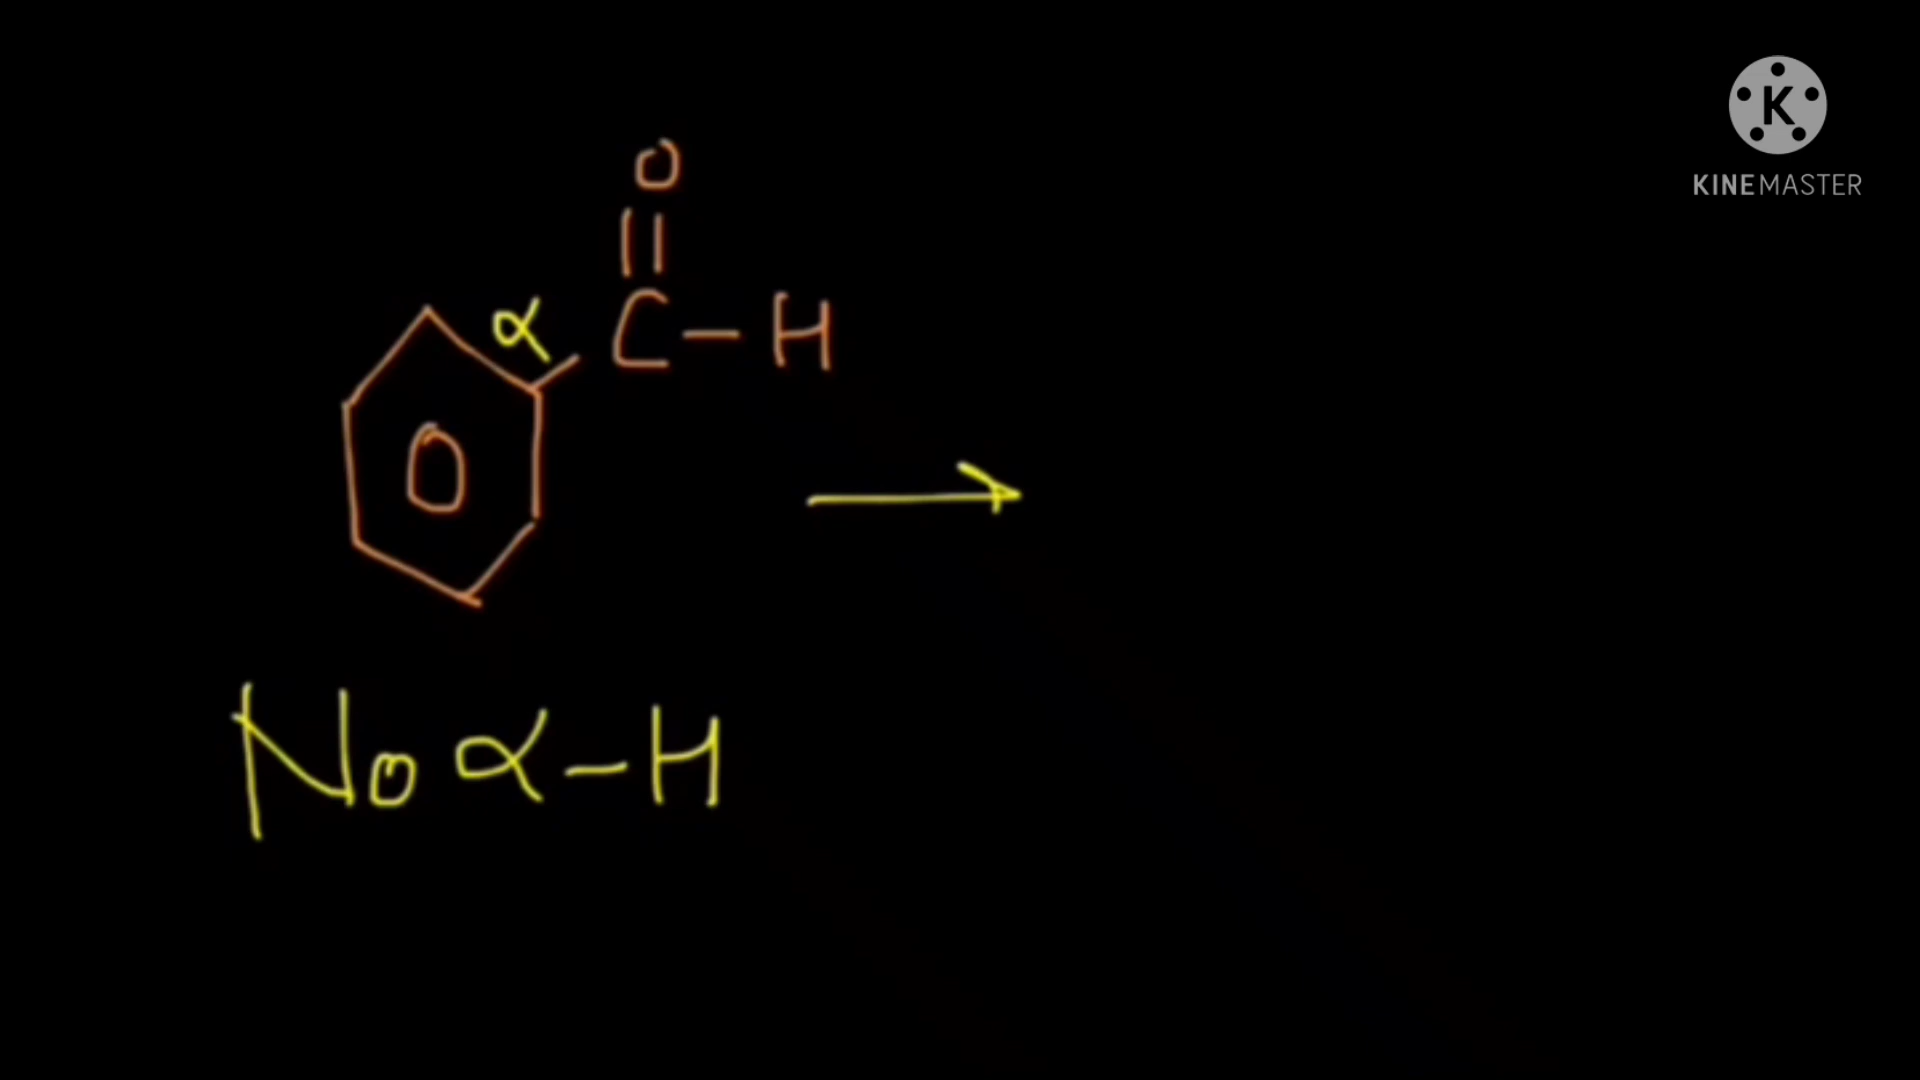 O
α C-H
No α-H
K
KINEMASTER